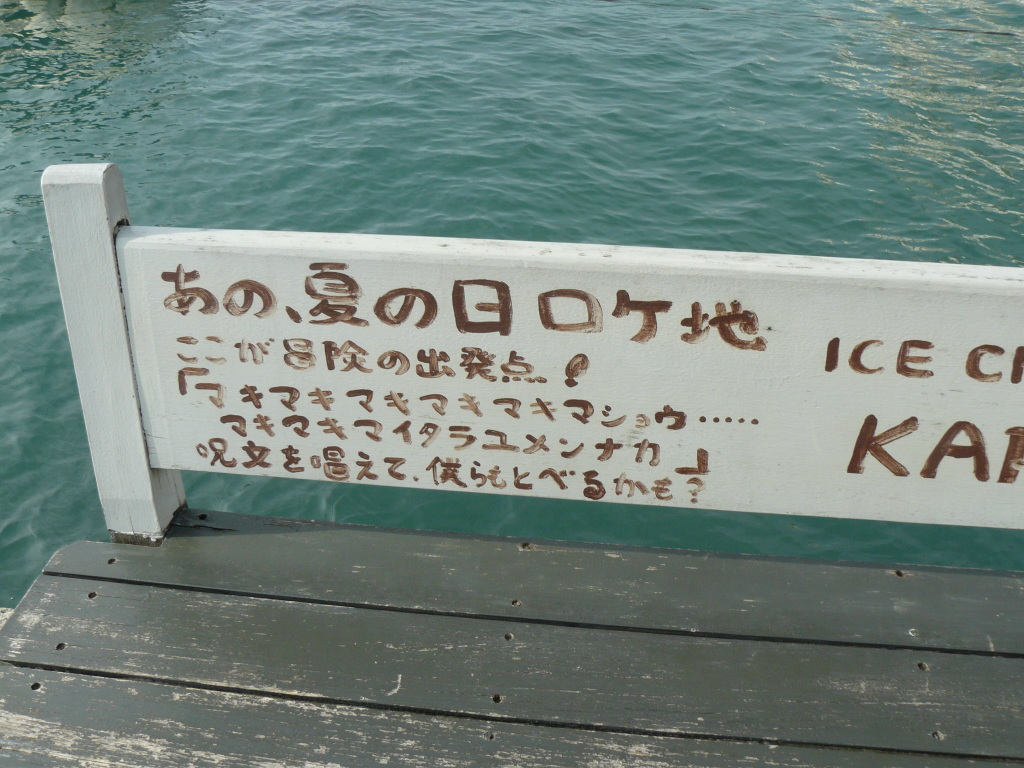 あの、夏の日ロケ地
ここが冒険の出発点!
「マキマキマキマキマキマショウ……
マキマキマイタラユメンナカ」
呪文を唱えて、僕らもとべるかも?
ICE C
KA